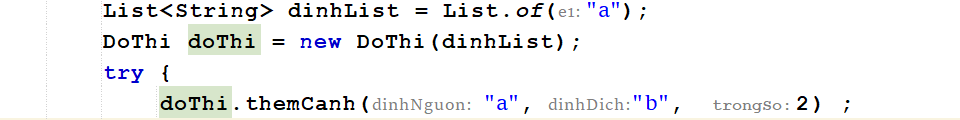 List<String> dinhList = List.of(e1: "a");
DoThi doThi = new DoThi(dinhList);
try {
doThi.themCanh(dinhNguon: "a", dinhDich: "b", trongSo: 2) ;